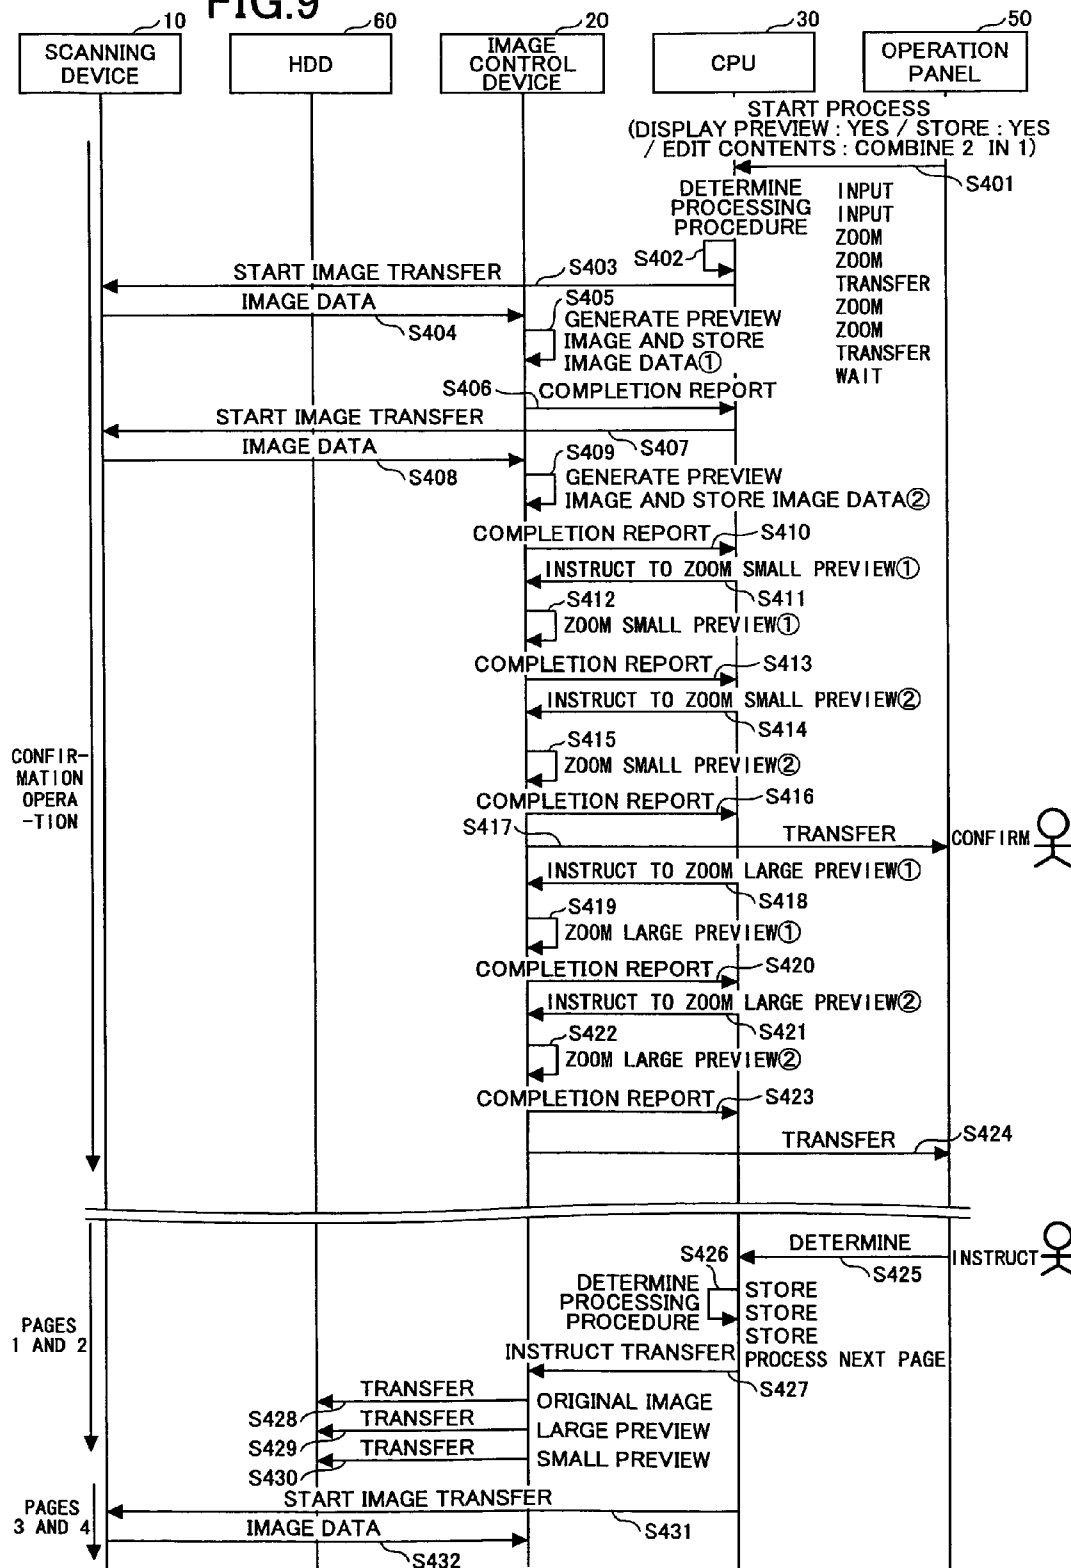 FIG.9
10
60
20
30
50
SCANNING
DEVICE
HDD
IMAGE
CONTROL
DEVICE
CPU
OPERATION
PANEL
START PROCESS
(DISPLAY PREVIEW : YES / STORE : YES
/ EDIT CONTENTS : COMBINE 2 IN 1)
S401
DETERMINE
PROCESSING
PROCEDURE
S402
INPUT
INPUT
ZOOM
ZOOM
TRANSFER
ZOOM
ZOOM
TRANSFER
WAIT
START IMAGE TRANSFER
S403
IMAGE DATA
S404
S405
GENERATE PREVIEW
IMAGE AND STORE
IMAGE DATA①
S406
COMPLETION REPORT
START IMAGE TRANSFER
S407
IMAGE DATA
S408
S409
GENERATE PREVIEW
IMAGE AND STORE IMAGE DATA②
COMPLETION REPORT
S410
INSTRUCT TO ZOOM SMALL PREVIEW①
S411
S412
ZOOM SMALL PREVIEW①
COMPLETION REPORT
S413
INSTRUCT TO ZOOM SMALL PREVIEW②
S414
S415
ZOOM SMALL PREVIEW②
CONFIR-
MATION
OPERA
-TION
COMPLETION REPORT
S416
S417
TRANSFER
CONFIRM
INSTRUCT TO ZOOM LARGE PREVIEW①
S418
S419
ZOOM LARGE PREVIEW①
COMPLETION REPORT
S420
INSTRUCT TO ZOOM LARGE PREVIEW②
S421
S422
ZOOM LARGE PREVIEW②
COMPLETION REPORT
S423
TRANSFER
S424
DETERMINE
S425
INSTRUCT
S426
DETERMINE
PROCESSING
PROCEDURE
STORE
STORE
STORE
PROCESS NEXT PAGE
PAGES
1 AND 2
INSTRUCT TRANSFER
S427
TRANSFER
S428
ORIGINAL IMAGE
TRANSFER
S429
LARGE PREVIEW
TRANSFER
S430
SMALL PREVIEW
PAGES
3 AND 4
START IMAGE TRANSFER
S431
IMAGE DATA
S432